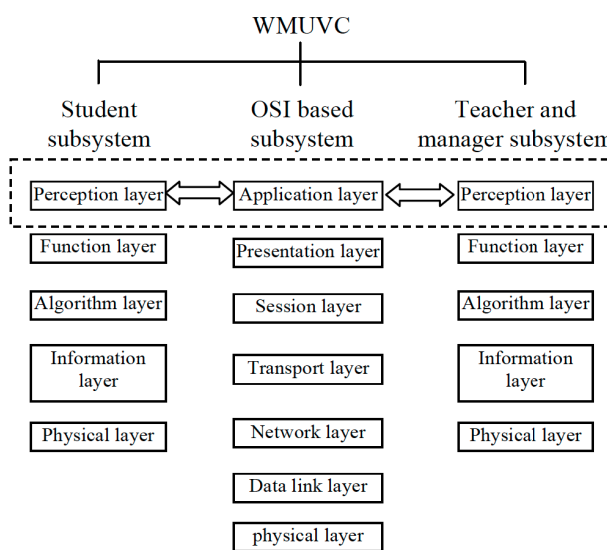 WMUVC
Student
subsystem
OSI based
subsystem
Teacher and
manager subsystem
Perception layer
Application layer
Perception layer
Function layer
Presentation layer
Function layer
Algorithm layer
Session layer
Algorithm layer
Information
layer
Transport layer
Information
layer
Physical layer
Network layer
Physical layer
Data link layer
physical layer